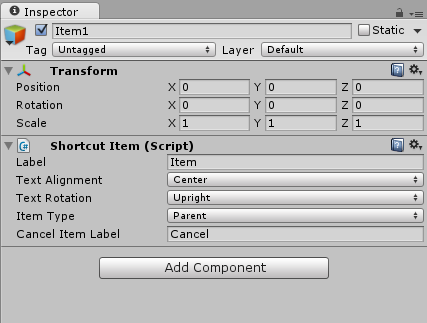 Inspector
Item1 Static
Tag Untagged Layer Default
Transform
Position X 0 Y 0 Z 0
Rotation X 0 Y 0 Z 0
Scale X 1 Y 1 Z 1
C# Shortcut Item (Script)
Label Item
Text Alignment Center
Text Rotation Upright
Item Type Parent
Cancel Item Label Cancel
Add Component